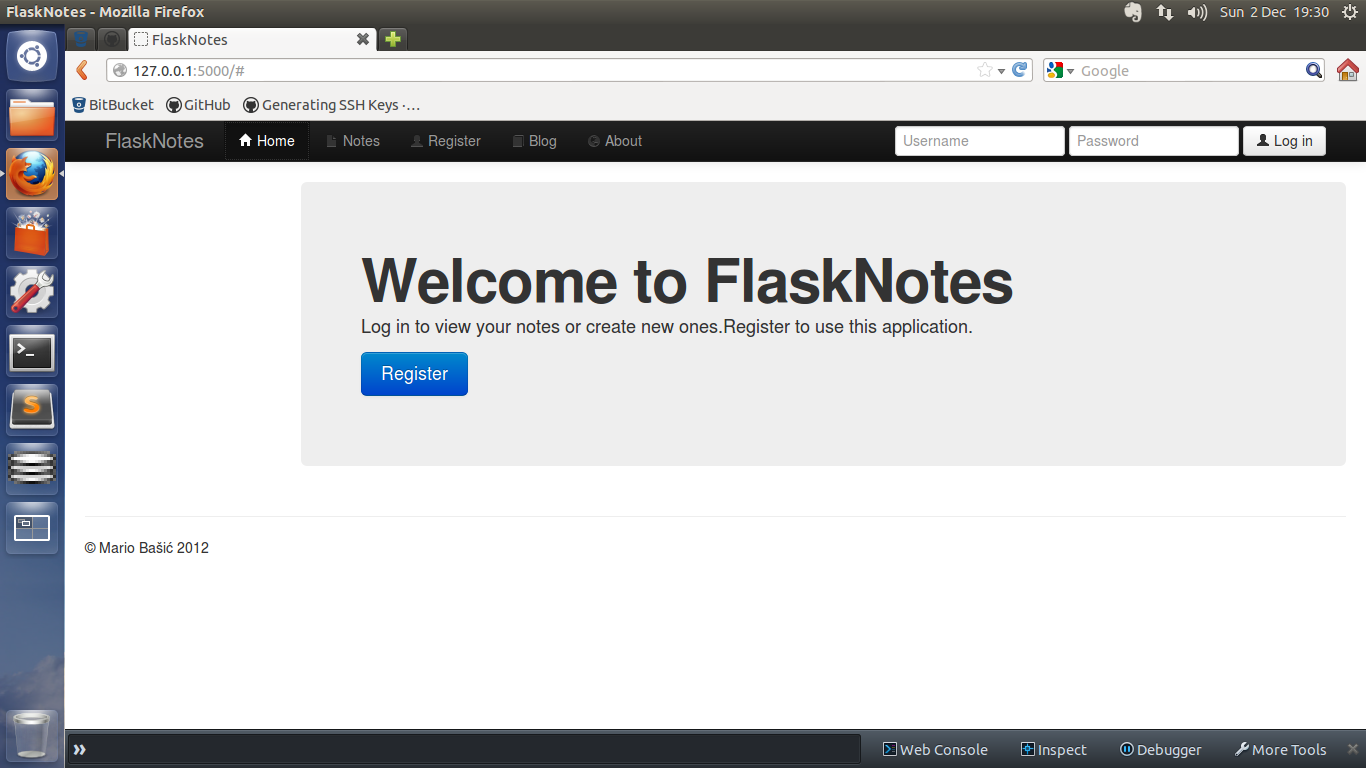 FlaskNotes - Mozilla Firefox
Sun 2 Dec 19:30
FlaskNotes
127.0.0.1:5000/#
Google
BitBucket GitHub Generating SSH Keys ·…
FlaskNotes Home Notes Register Blog About Username Password Log in
Welcome to FlaskNotes
Log in to view your notes or create new ones.Register to use this application.
Register
© Mario Bašić 2012
» Web Console Inspect Debugger More Tools